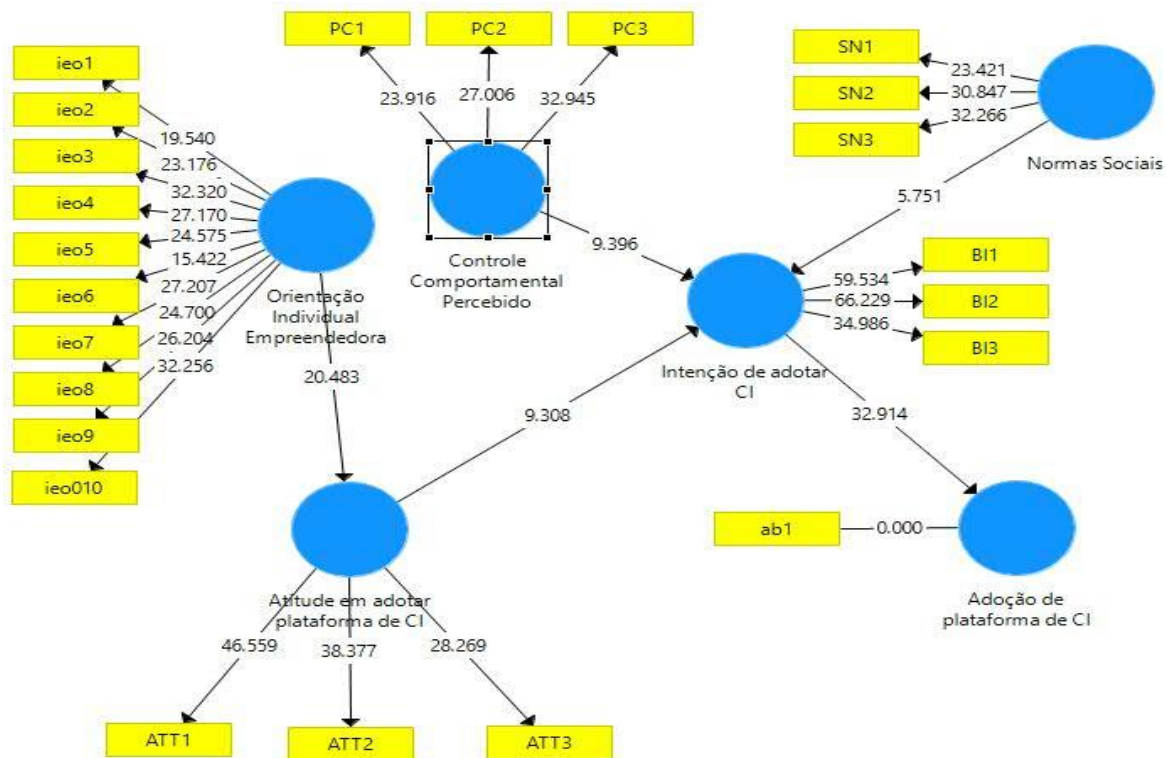 PC1
PC2
PC3
23.916
27.006
32.945
Controle
Comportamental
Percebido
ieo1
ieo2
ieo3
ieo4
ieo5
ieo6
ieo7
ieo8
ieo9
ieo010
19.540
23.176
32.320
27.170
24.575
15.422
27.207
24.700
26.204
32.256
Orientação
Individual
Empreendedora
20.483
SN1
SN2
SN3
23.421
30.847
32.266
Normas Sociais
5.751
9.396
9.308
BI1
BI2
BI3
59.534
66.229
34.986
Intenção de adotar
CI
32.914
ab1
0.000
Adoção de
plataforma de CI
Atitude em adotar
plataforma de CI
46.559
38.377
28.269
ATT1
ATT2
ATT3